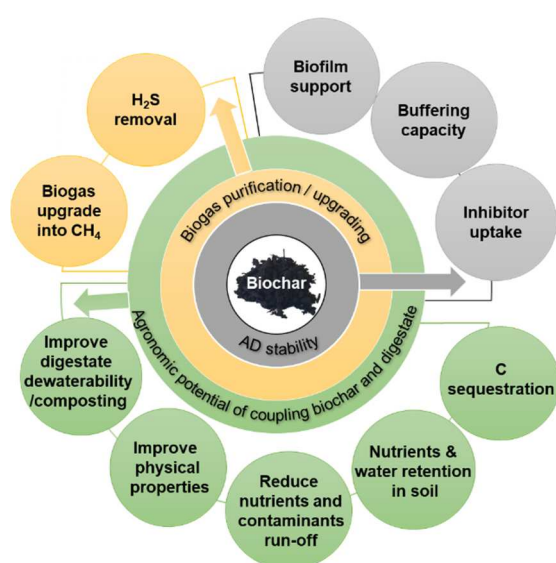 H₂S
removal
Biogas
upgrade
into CH₄
Biofilm
support
Buffering
capacity
Inhibitor
uptake
Biogas purification / upgrading
Biochar
AD stability
Agronomic potential of coupling biochar and digestate
Improve
digestate
dewaterability
/composting
Improve
physical
properties
Reduce
nutrients and
contaminants
run-off
Nutrients &
water retention
in soil
C
sequestration